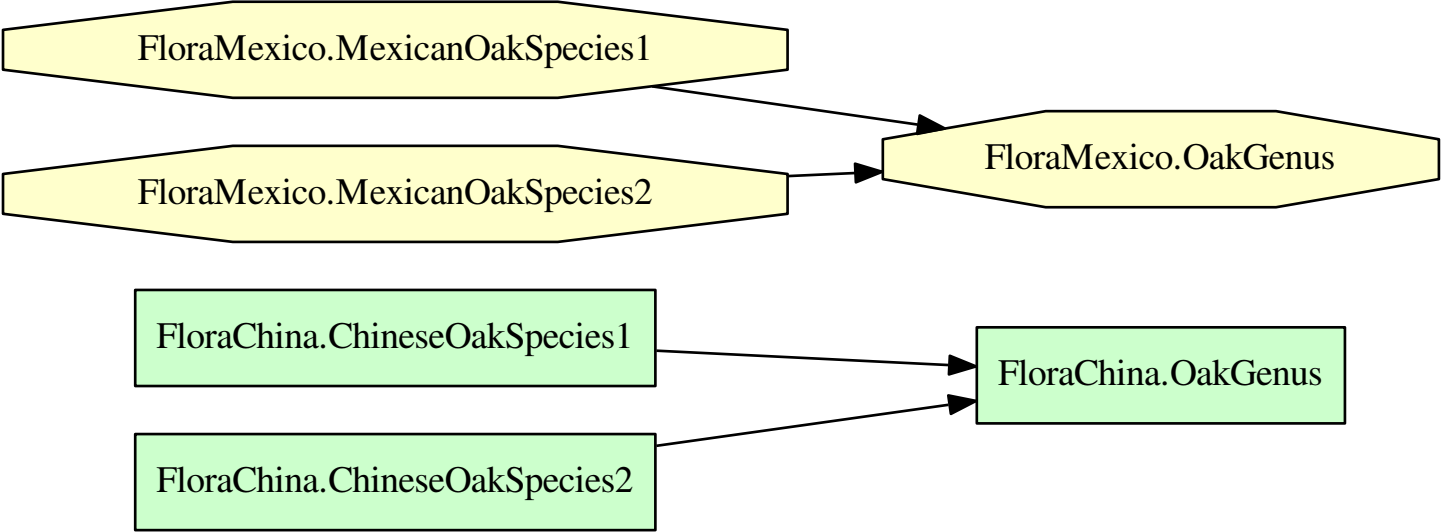 FloraMexico.MexicanOakSpecies1
FloraMexico.OakGenus
FloraMexico.MexicanOakSpecies2
FloraChina.ChineseOakSpecies1
FloraChina.OakGenus
FloraChina.ChineseOakSpecies2